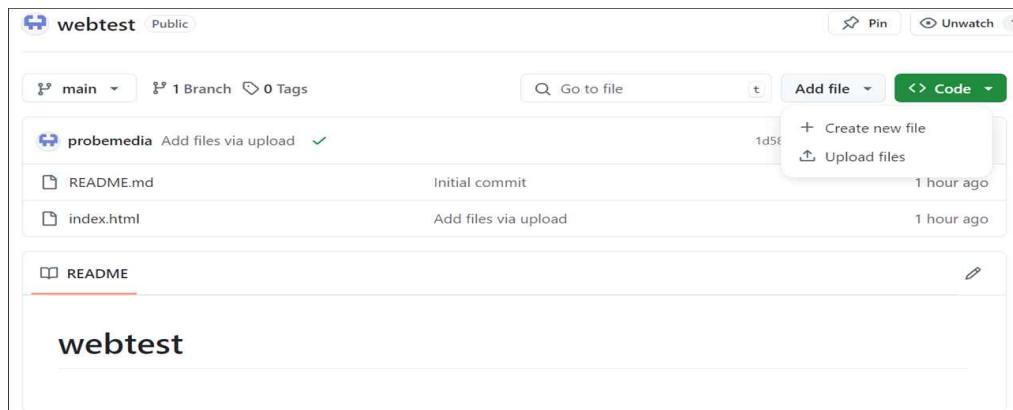 webtest Public Pin Unwatch
main 1 Branch 0 Tags Go to file t Add file Code
Create new file
Upload files
probemedia Add files via upload 1d58
README.md Initial commit 1 hour ago
index.html Add files via upload 1 hour ago
README
webtest